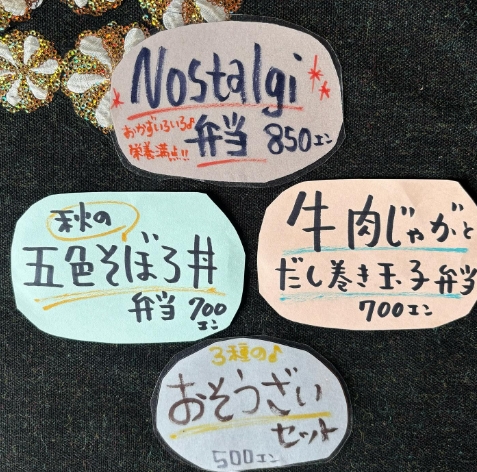 Nostalgi
おかずいろいろ♪
栄養満点!!
弁当 850エン
秋の
五色そぼろ丼
弁当 700エン
牛肉じゃがと
だし巻き玉子弁当
700エン
3種の♪
おそうざい
セット
500エン